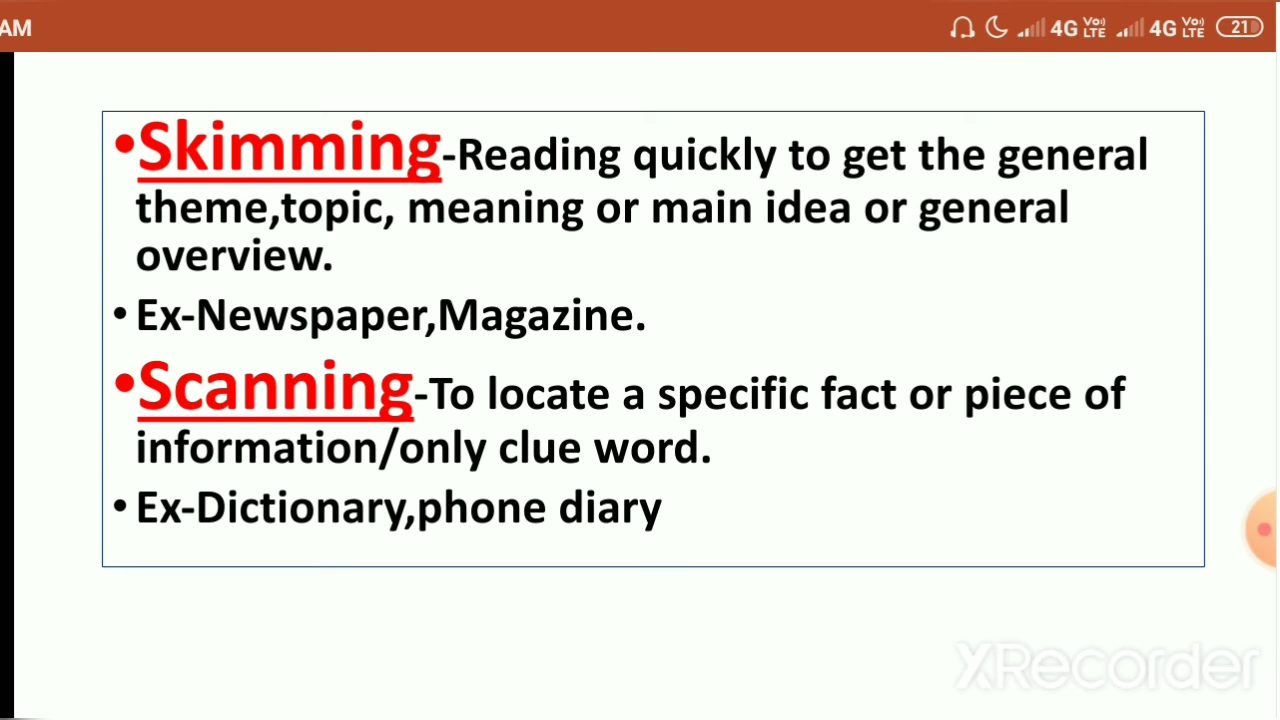 AM 4G Vo) LTE 4G Vo) LTE 21
•Skimming-Reading quickly to get the general
theme,topic, meaning or main idea or general
overview.
• Ex-Newspaper,Magazine.
•Scanning-To locate a specific fact or piece of
information/only clue word.
• Ex-Dictionary,phone diary
XRecorder